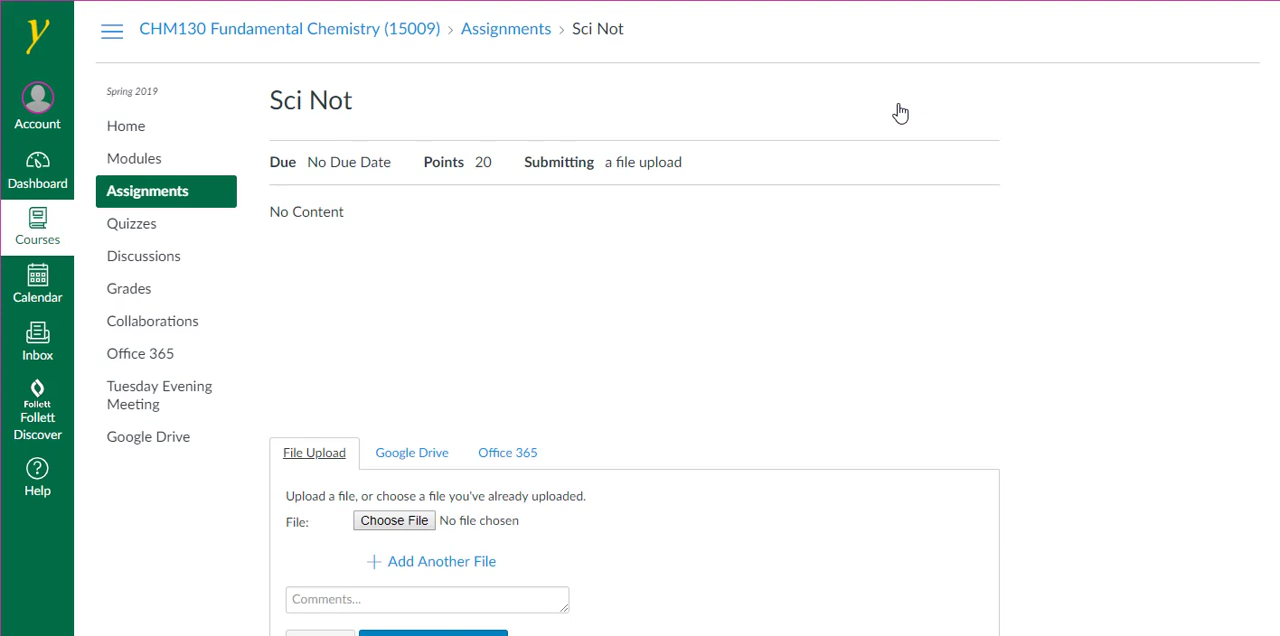 y
CHM130 Fundamental Chemistry (15009) > Assignments > Sci Not
Account
Dashboard
Courses
Calendar
Inbox
Follett
Follett
Discover
Help
Spring 2019
Home
Modules
Assignments
Quizzes
Discussions
Grades
Collaborations
Office 365
Tuesday Evening
Meeting
Google Drive
Sci Not
Due No Due Date Points 20 Submitting a file upload
No Content
File Upload Google Drive Office 365
Upload a file, or choose a file you've already uploaded.
File: Choose File No file chosen
+ Add Another File
Comments...